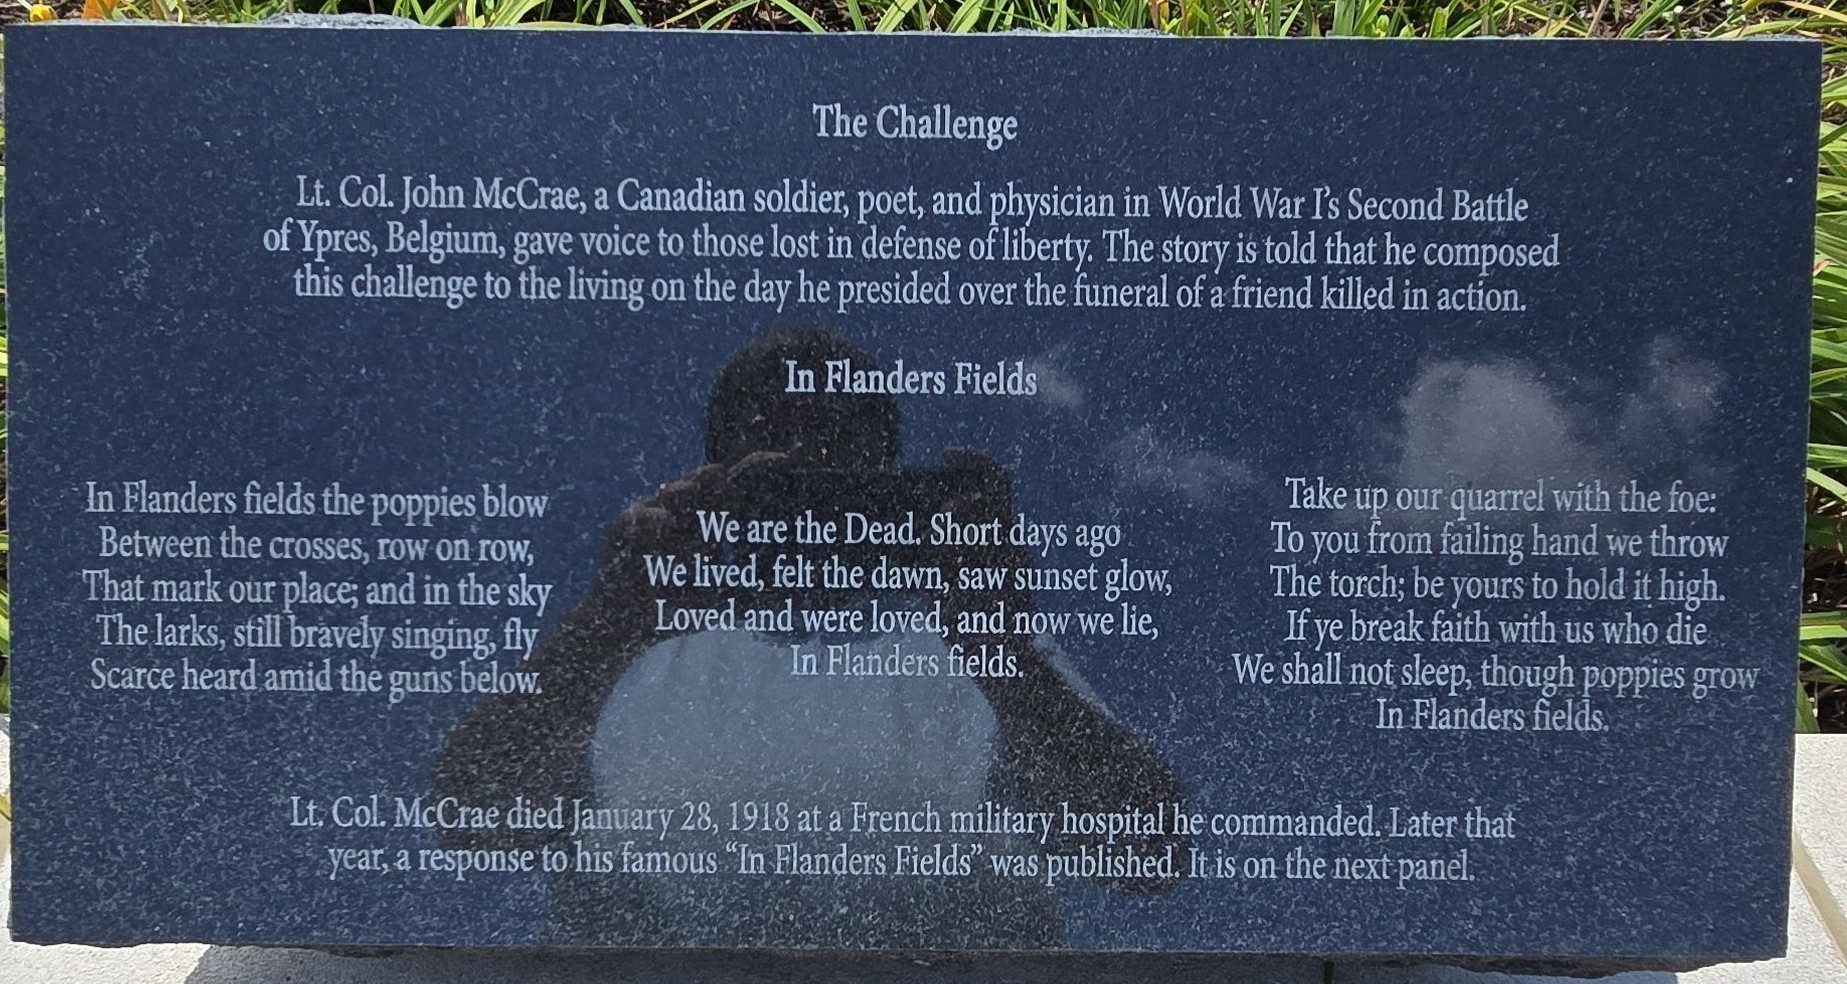 The Challenge
Lt. Col. John McCrae, a Canadian soldier, poet, and physician in World War I's Second Battle
of Ypres, Belgium, gave voice to those lost in defense of liberty. The story is told that he composed
this challenge to the living on the day he presided over the funeral of a friend killed in action.
In Flanders Fields
In Flanders fields the poppies blow
Between the crosses, row on row,
That mark our place; and in the sky
The larks, still bravely singing, fly
Scarce heard amid the guns below.
We are the Dead. Short days ago
We lived, felt the dawn, saw sunset glow,
Loved and were loved, and now we lie,
In Flanders fields.
Take up our quarrel with the foe:
To you from failing hand we throw
The torch; be yours to hold it high.
If ye break faith with us who die
We shall not sleep, though poppies grow
In Flanders fields.
Lt. Col. McCrae died January 28, 1918 at a French military hospital he commanded. Later that
year, a response to his famous “In Flanders Fields” was published. It is on the next panel.